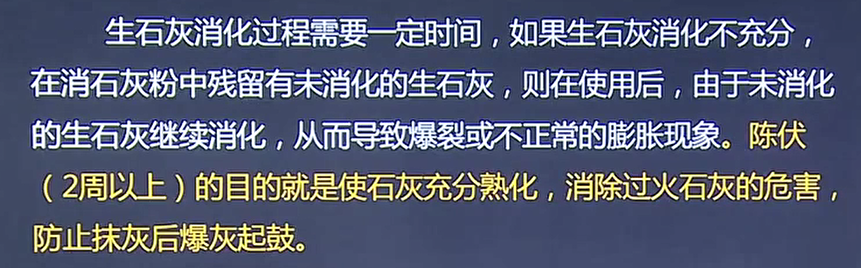 生石灰消化过程需要一定时间，如果生石灰消化不充分，
在消石灰粉中残留有未消化的生石灰，则在使用后，由于未消化
的生石灰继续消化，从而导致爆裂或不正常的膨胀现象。陈伏
（2周以上）的目的就是使石灰充分熟化，消除过火石灰的危害，
防止抹灰后爆灰起鼓。